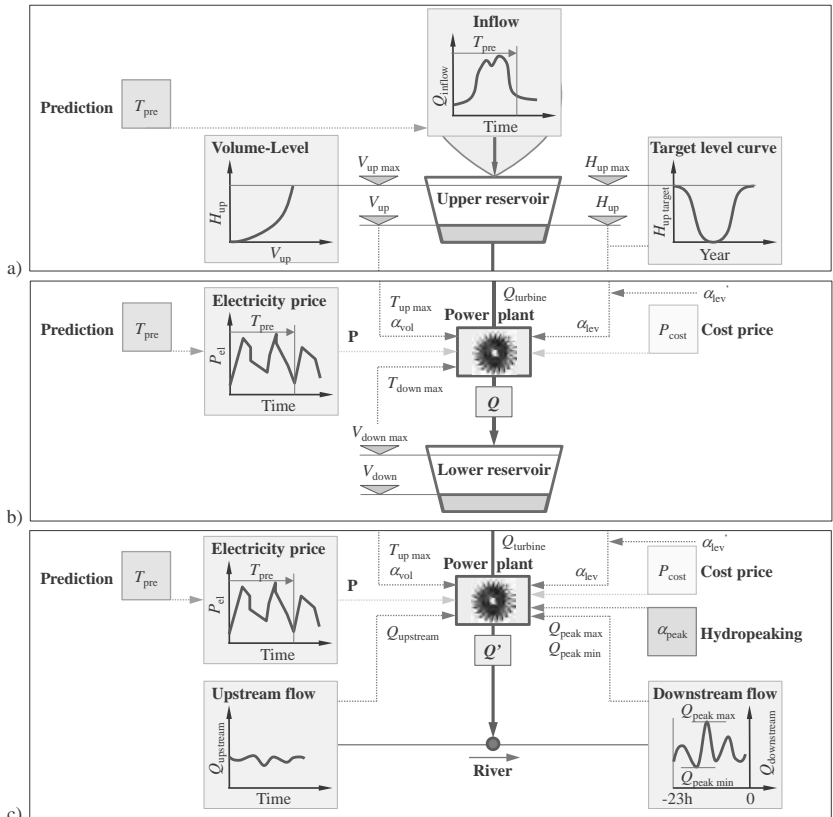 Inflow
T_pre
Q_inflow
Time
Prediction T_pre
Volume-Level
H_up
V_up
V_up max
V_up
Upper reservoir
H_up max
H_up
Target level curve
H_up target
Year
a)
Prediction T_pre
Electricity price
T_pre
P_el
Time
P
T_up max
α_vol
T_down max
Q_turbine
Power plant
Q
α_lev
α_lev'
P_cost Cost price
V_down max
V_down
Lower reservoir
b)
Prediction T_pre
Electricity price
T_pre
P_el
Time
P
T_up max
α_vol
Q_upstream
Q_turbine
Power plant
Q'
α_lev
α_lev'
Q_peak max
Q_peak min
P_cost Cost price
α_peak Hydropeaking
Upstream flow
Q_upstream
Time
River
Downstream flow
Q_peak max
Q_peak min
Q_downstream
-23h 0
c)